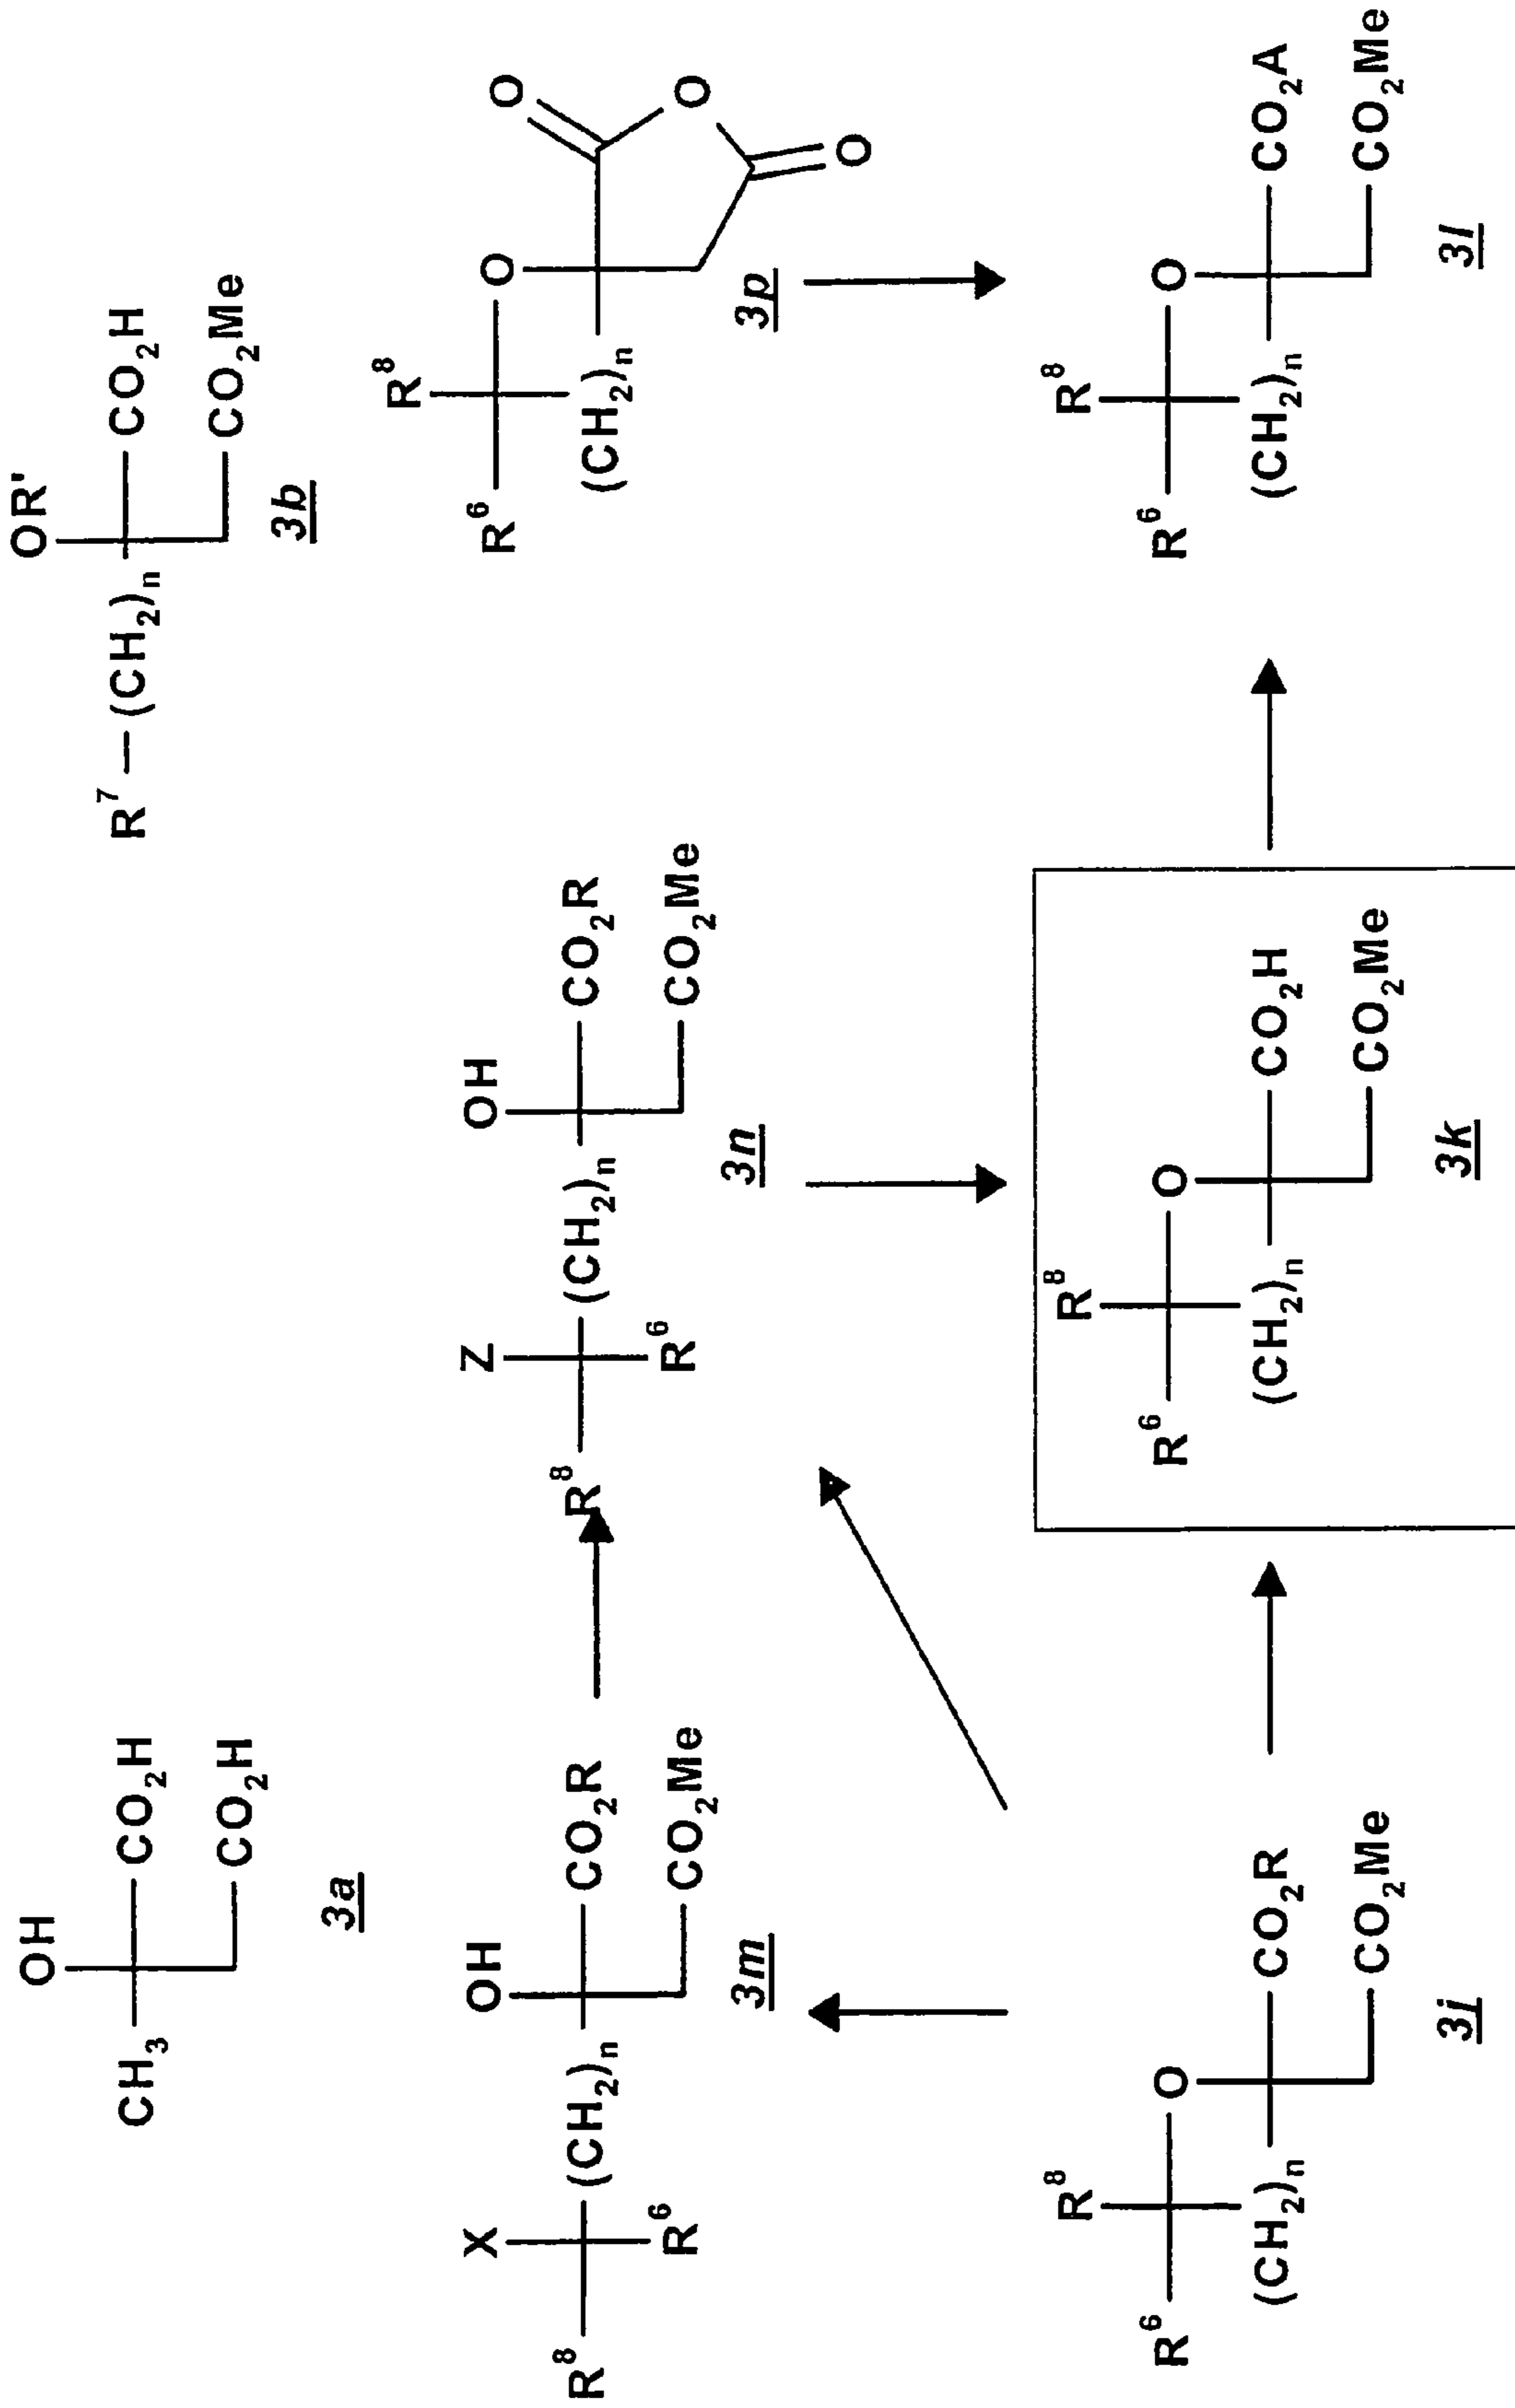 OH
CH₃ CO₂H
CO₂H
3a
OR'
R⁷—(CH₂)ₙ CO₂H
CO₂Me
3b
X OH
R⁸ (CH₂)ₙ CO₂R
R⁶ CO₂Me
3m
Z OH
R⁸ (CH₂)ₙ CO₂R
R⁶ CO₂Me
3n
R⁸
R⁶ O O
(CH₂)ₙ O
O
3p
R⁸
R⁶ O
(CH₂)ₙ CO₂R
CO₂Me
3j
R⁸
R⁶ O
(CH₂)ₙ CO₂H
CO₂Me
3k
R⁸
R⁶ O
(CH₂)ₙ CO₂A
CO₂Me
3l